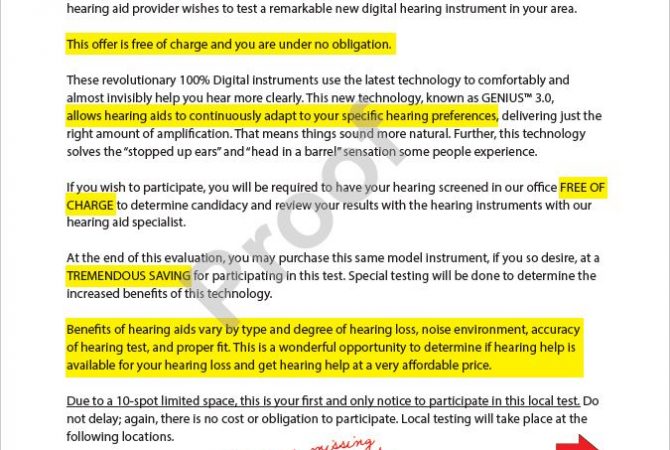 hearing aid provider wishes to test a remarkable new digital hearing instrument in your area.
This offer is free of charge and you are under no obligation.
These revolutionary 100% Digital instruments use the latest technology to comfortably and
almost invisibly help you hear more clearly. This new technology, known as GENIUS™ 3.0,
allows hearing aids to continuously adapt to your specific hearing preferences, delivering just the
right amount of amplification. That means things sound more natural. Further, this technology
solves the “stopped up ears” and “head in a barrel” sensation some people experience.
If you wish to participate, you will be required to have your hearing screened in our office FREE OF
CHARGE to determine candidacy and review your results with the hearing instruments with our
hearing aid specialist.
At the end of this evaluation, you may purchase this same model instrument, if you so desire, at a
TREMENDOUS SAVING for participating in this test. Special testing will be done to determine the
increased benefits of this technology.
Benefits of hearing aids vary by type and degree of hearing loss, noise environment, accuracy
of hearing test, and proper fit. This is a wonderful opportunity to determine if hearing help is
available for your hearing loss and get hearing help at a very affordable price.
Due to a 10-spot limited space, this is your first and only notice to participate in this local test. Do
not delay; again, there is no cost or obligation to participate. Local testing will take place at the
following locations.
missing
Proof